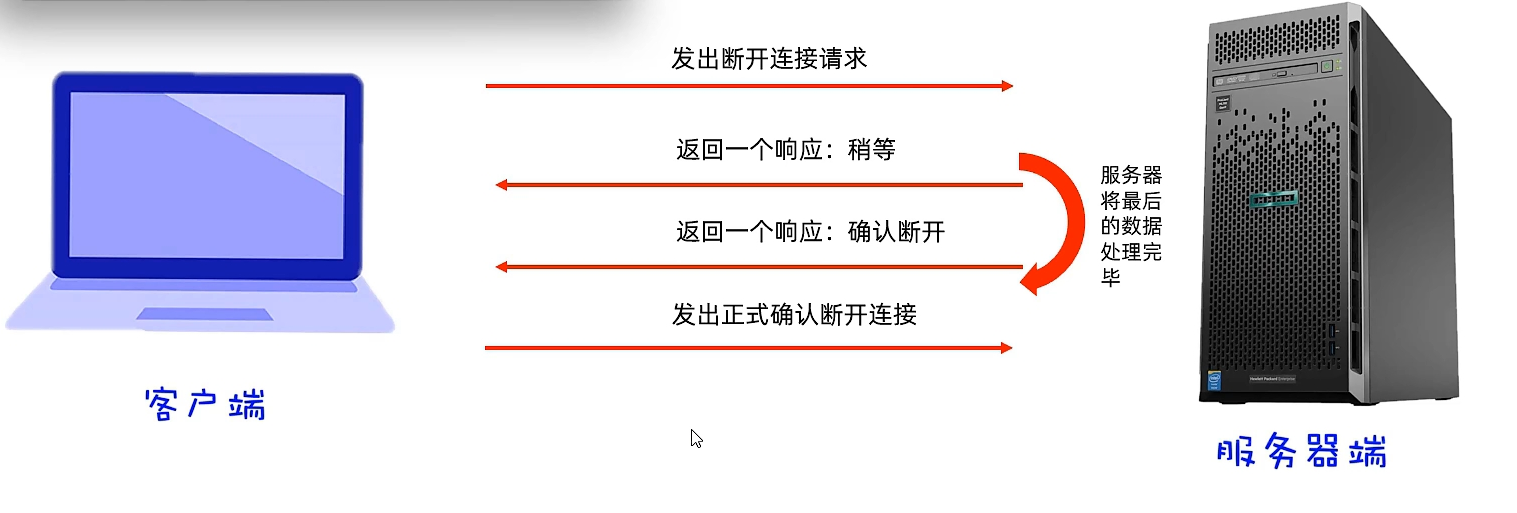 发出断开连接请求
返回一个响应：稍等
服务器
将最后
的数据
处理完
毕
返回一个响应：确认断开
发出正式确认断开连接
客户端
服务器端